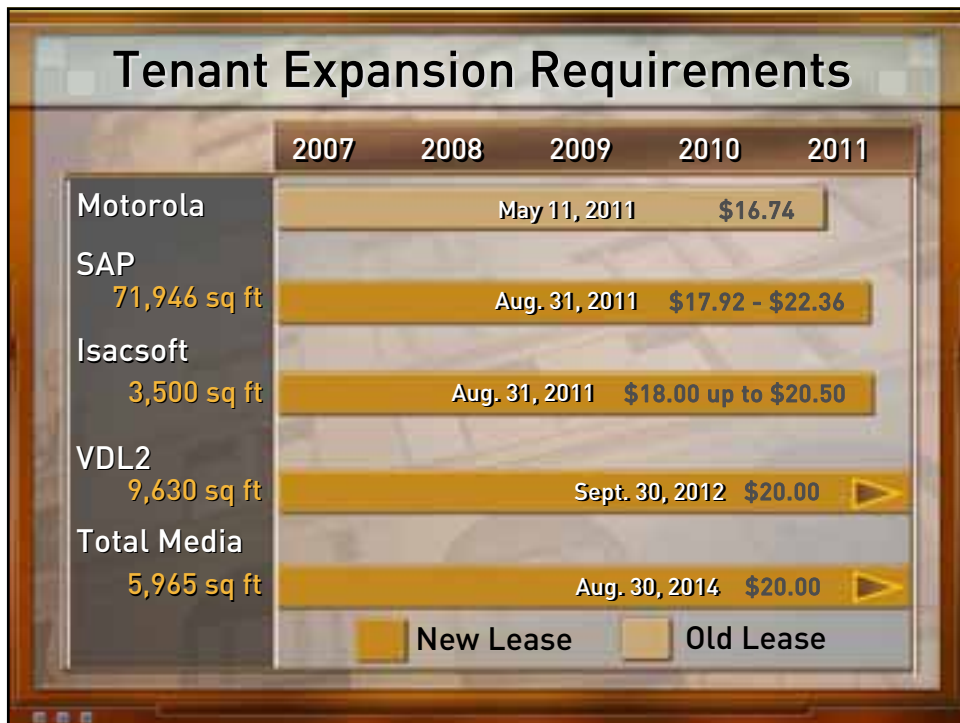 Tenant Expansion Requirements
2007 2008 2009 2010 2011
Motorola
May 11, 2011 $16.74
SAP
71,946 sq ft
Aug. 31, 2011 $17.92 - $22.36
Isacsoft
3,500 sq ft
Aug. 31, 2011 $18.00 up to $20.50
VDL2
9,630 sq ft
Sept. 30, 2012 $20.00
Total Media
5,965 sq ft
Aug. 30, 2014 $20.00
New Lease Old Lease